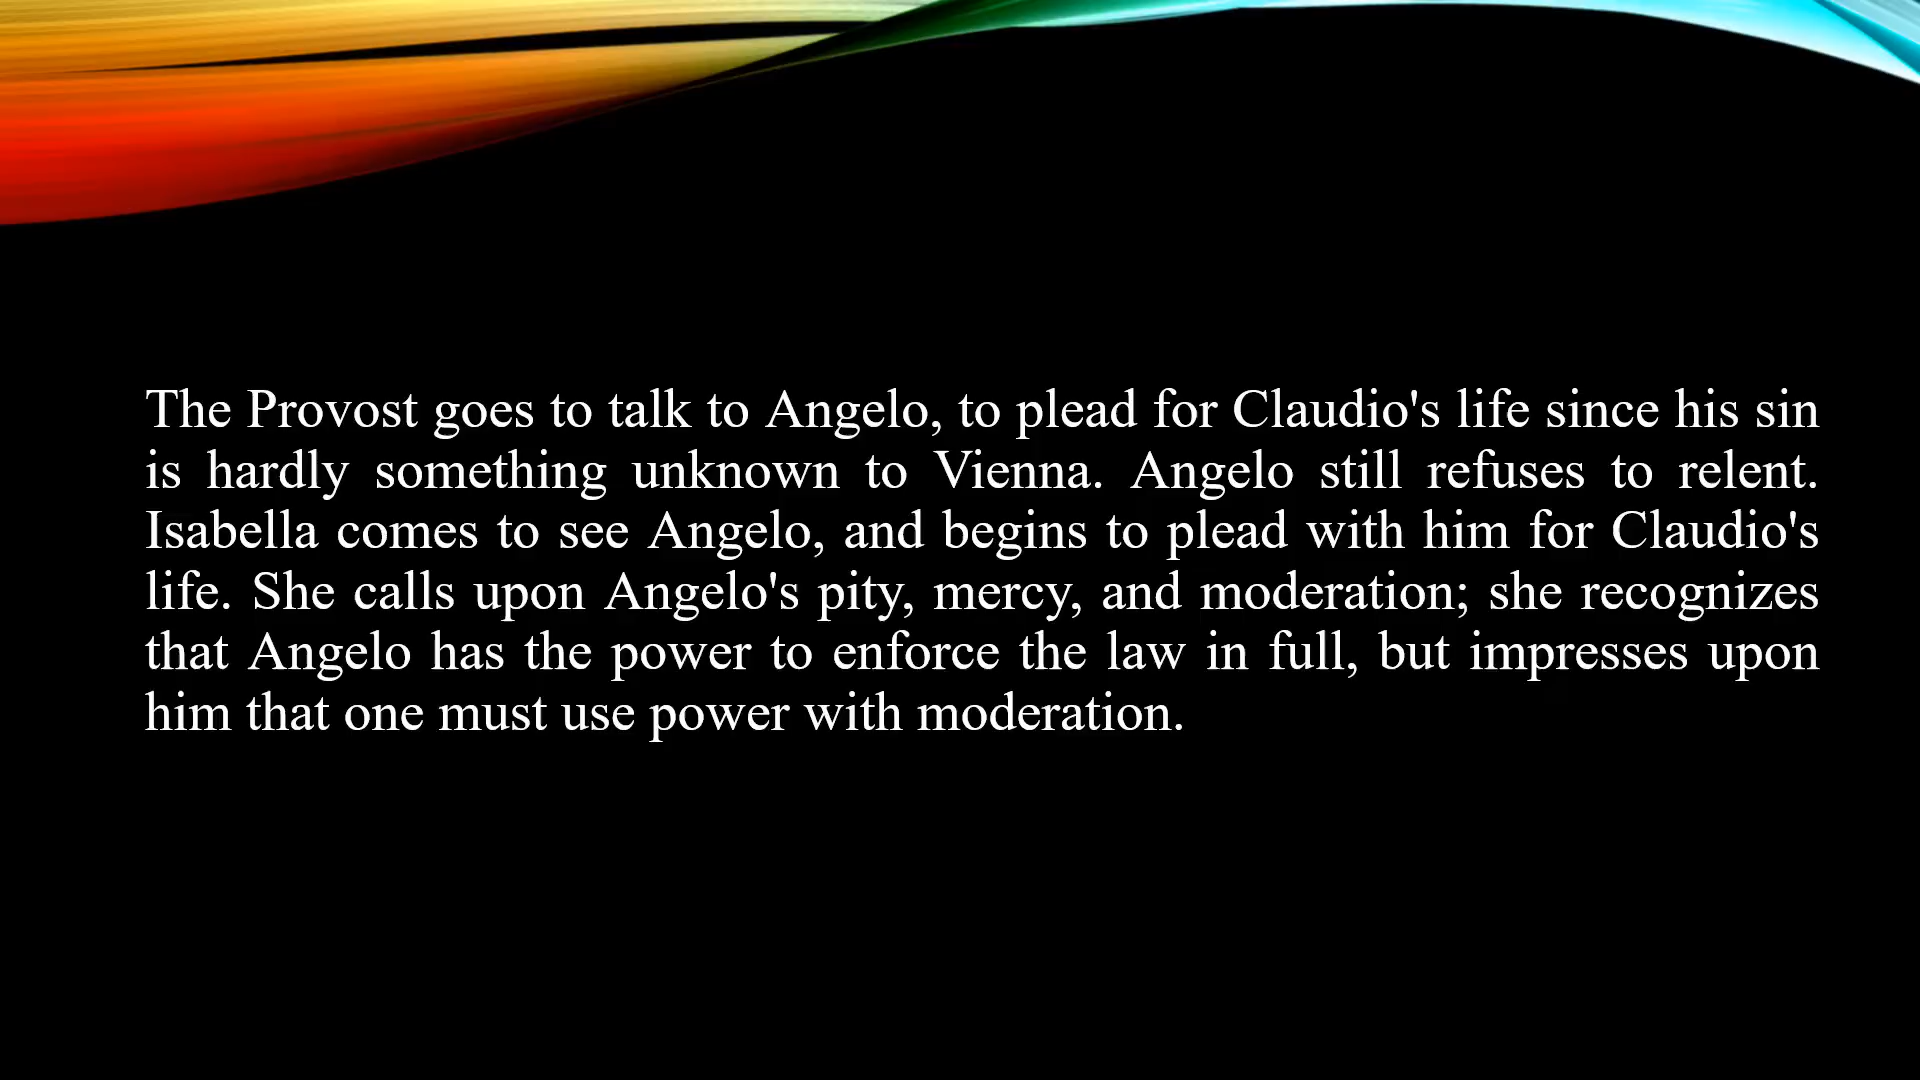 The Provost goes to talk to Angelo, to plead for Claudio's life since his sin
is hardly something unknown to Vienna. Angelo still refuses to relent.
Isabella comes to see Angelo, and begins to plead with him for Claudio's
life. She calls upon Angelo's pity, mercy, and moderation; she recognizes
that Angelo has the power to enforce the law in full, but impresses upon
him that one must use power with moderation.